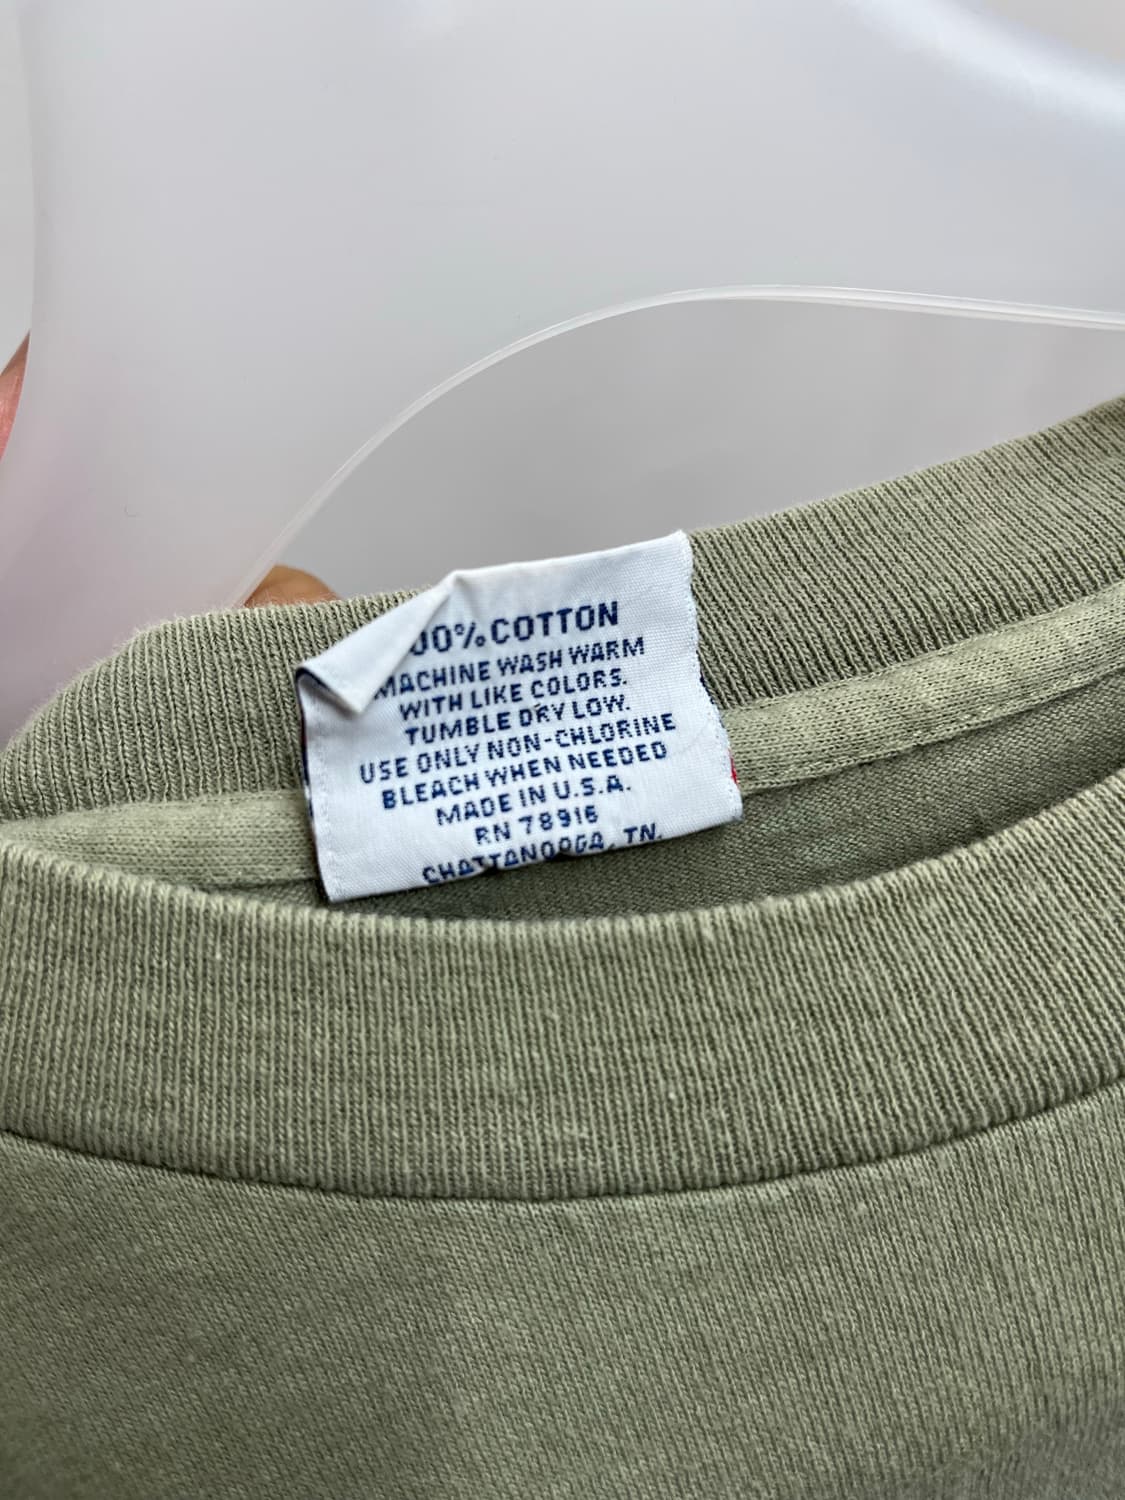 00% COTTON
MACHINE WASH WARM
WITH LIKE COLORS.
TUMBLE DRY LOW.
USE ONLY NON-CHLORINE
BLEACH WHEN NEEDED
MADE IN U.S.A.
RN 78916
CHATTANOOGA, TN.